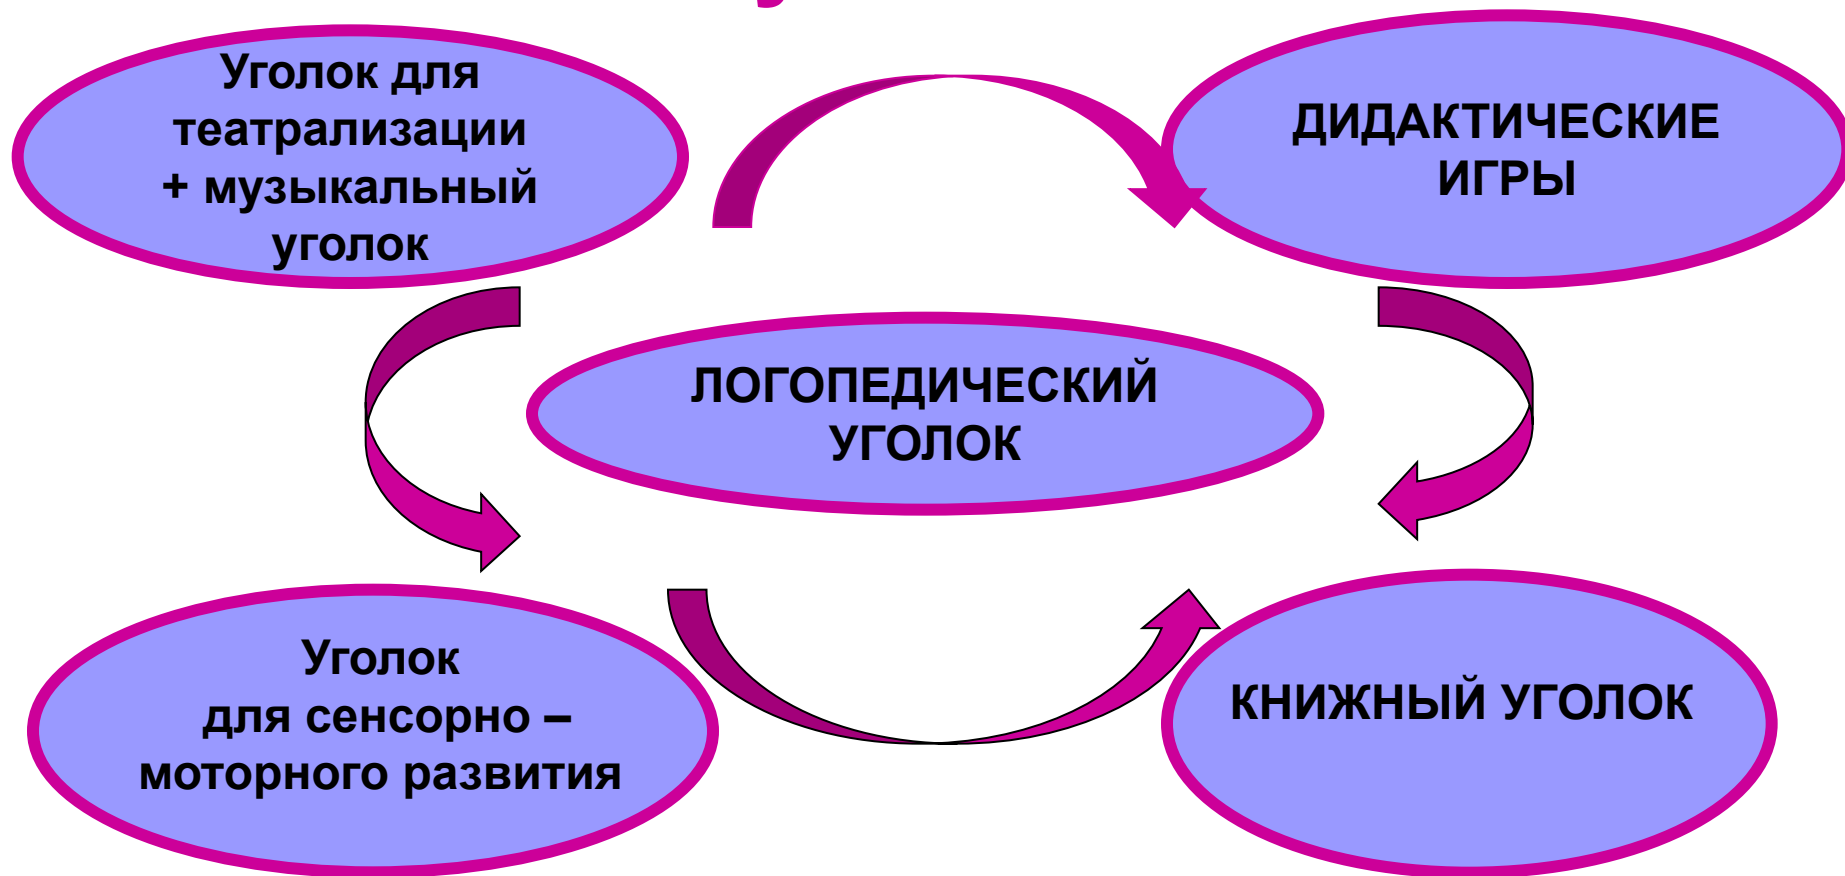 Уголок для
театрализации
+ музыкальный
уголок
ДИДАКТИЧЕСКИЕ
ИГРЫ
ЛОГОПЕДИЧЕСКИЙ
УГОЛОК
Уголок
для сенсорно –
моторного развития
КНИЖНЫЙ УГОЛОК